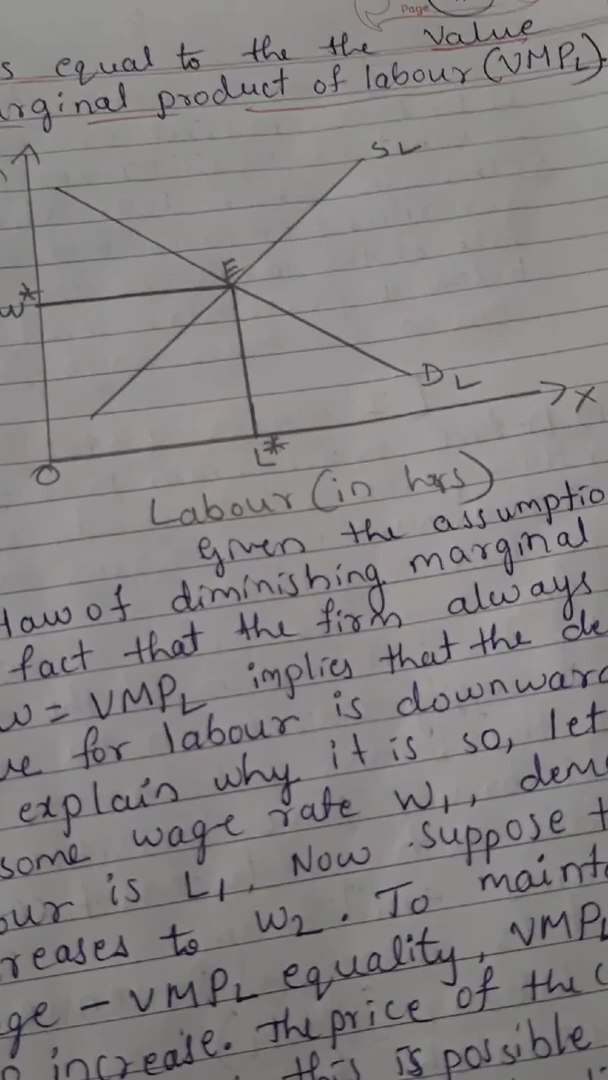 Page
s equal to the the value
arginal product of labour (VMPL).
SL
E
W*
DL
X
O
L*
Labour (in hrs)
Given the assumptio
law of diminishing marginal
fact that the firm always
w = VMPL implies that the de
ve for labour is downward
explain why it is so, let
some wage rate W1, dem
our is L1. Now suppose t
reases to W2. To maint
ge - VMPL equality, VMPL
increase. The price of the
this is possible